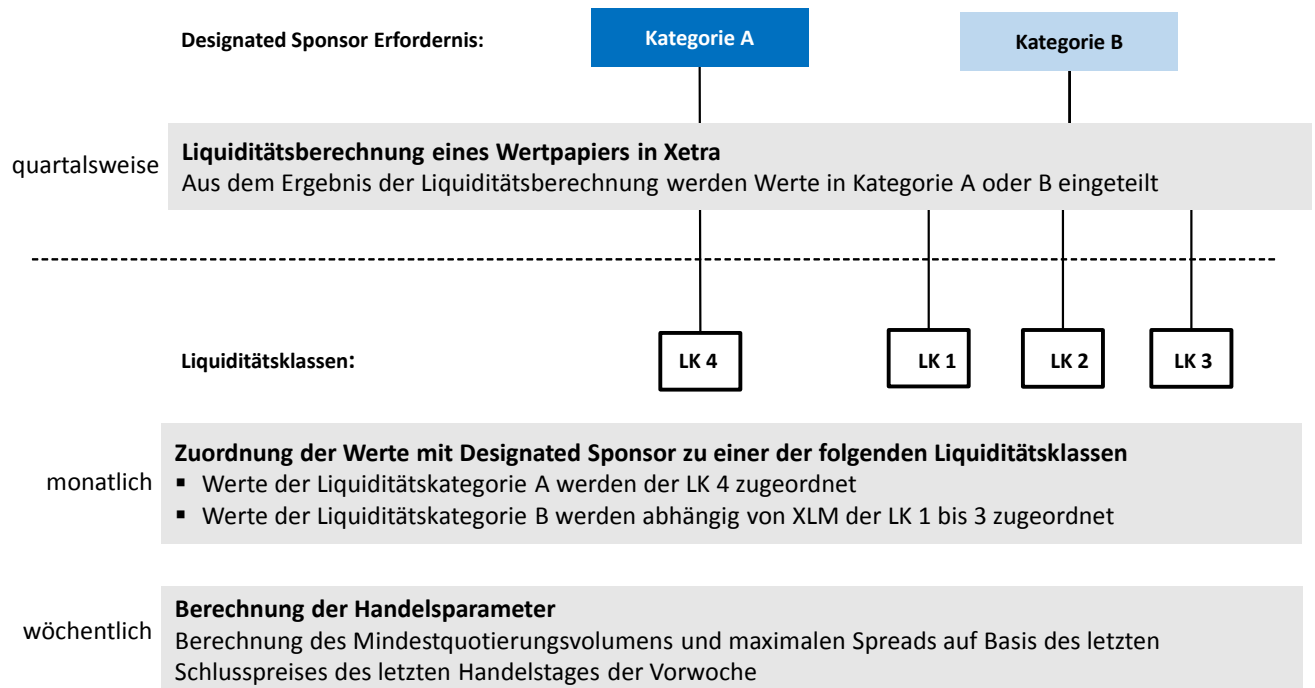 Designated Sponsor Erfordernis:
Kategorie A
Kategorie B
quartalsweise
Liquiditätsberechnung eines Wertpapiers in Xetra
Aus dem Ergebnis der Liquiditätsberechnung werden Werte in Kategorie A oder B eingeteilt
Liquiditätsklassen:
LK 4
LK 1
LK 2
LK 3
monatlich
Zuordnung der Werte mit Designated Sponsor zu einer der folgenden Liquiditätsklassen
▪ Werte der Liquiditätskategorie A werden der LK 4 zugeordnet
▪ Werte der Liquiditätskategorie B werden abhängig von XLM der LK 1 bis 3 zugeordnet
wöchentlich
Berechnung der Handelsparameter
Berechnung des Mindestquotierungsvolumens und maximalen Spreads auf Basis des letzten
Schlusspreises des letzten Handelstages der Vorwoche